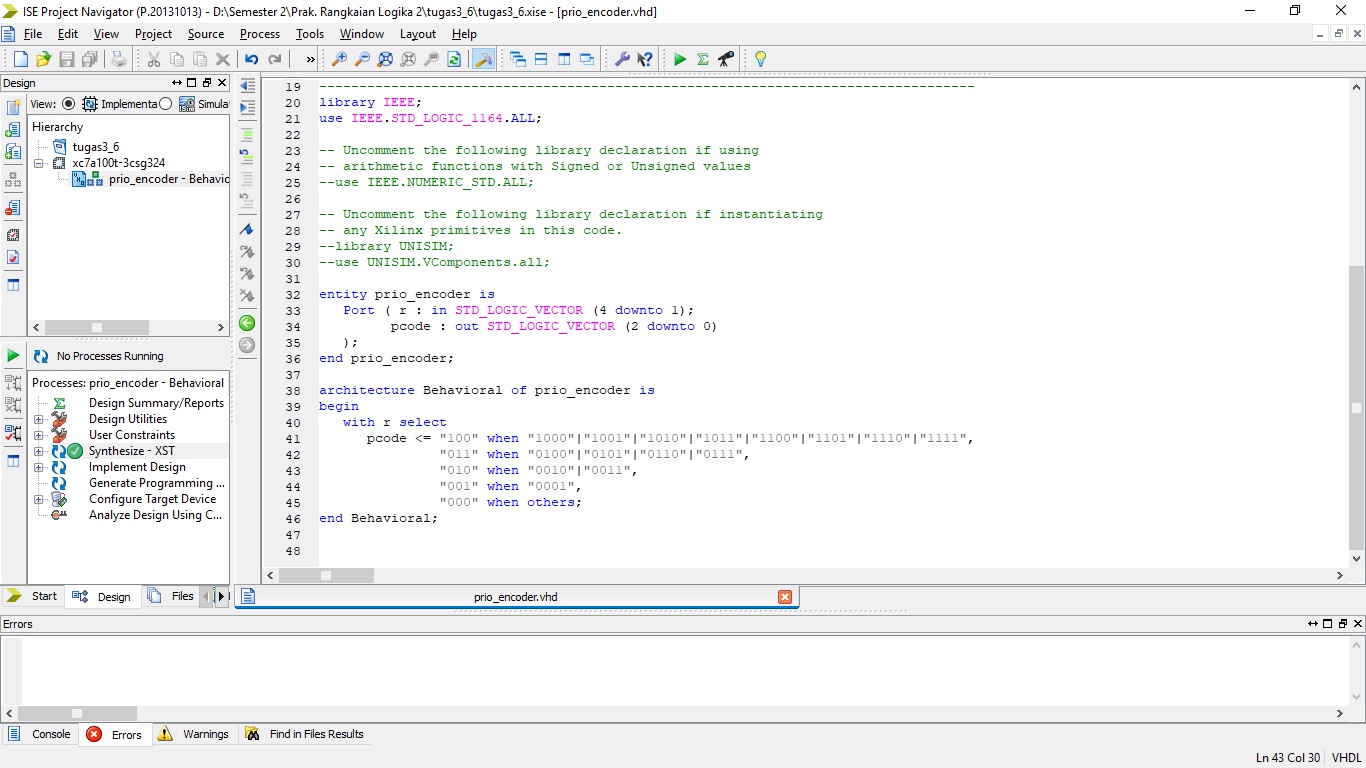 ISE Project Navigator (P.20131013) - D:\Semester 2\Prak. Rangkaian Logika 2\tugas3_6\tugas3_6.xise - [prio_encoder.vhd]
File Edit View Project Source Process Tools Window Layout Help
»
Design
View: Implementa Simula
Hierarchy
tugas3_6
xc7a100t-3csg324
prio_encoder - Behavic
No Processes Running
Processes: prio_encoder - Behavioral
Design Summary/Reports
Design Utilities
User Constraints
Synthesize - XST
Implement Design
Generate Programming ...
Configure Target Device
Analyze Design Using C...
Start Design Files
19 ----------------------------------------------------------------------------------
20 library IEEE;
21 use IEEE.STD_LOGIC_1164.ALL;
22
23 -- Uncomment the following library declaration if using
24 -- arithmetic functions with Signed or Unsigned values
25 --use IEEE.NUMERIC_STD.ALL;
26
27 -- Uncomment the following library declaration if instantiating
28 -- any Xilinx primitives in this code.
29 --library UNISIM;
30 --use UNISIM.VComponents.all;
31
32 entity prio_encoder is
33 Port ( r : in STD_LOGIC_VECTOR (4 downto 1);
34 pcode : out STD_LOGIC_VECTOR (2 downto 0)
35 );
36 end prio_encoder;
37
38 architecture Behavioral of prio_encoder is
39 begin
40 with r select
41 pcode <= "100" when "1000"|"1001"|"1010"|"1011"|"1100"|"1101"|"1110"|"1111",
42 "011" when "0100"|"0101"|"0110"|"0111",
43 "010" when "0010"|"0011",
44 "001" when "0001",
45 "000" when others;
46 end Behavioral;
47
48
prio_encoder.vhd
Errors
Console Errors Warnings Find in Files Results
Ln 43 Col 30 VHDL